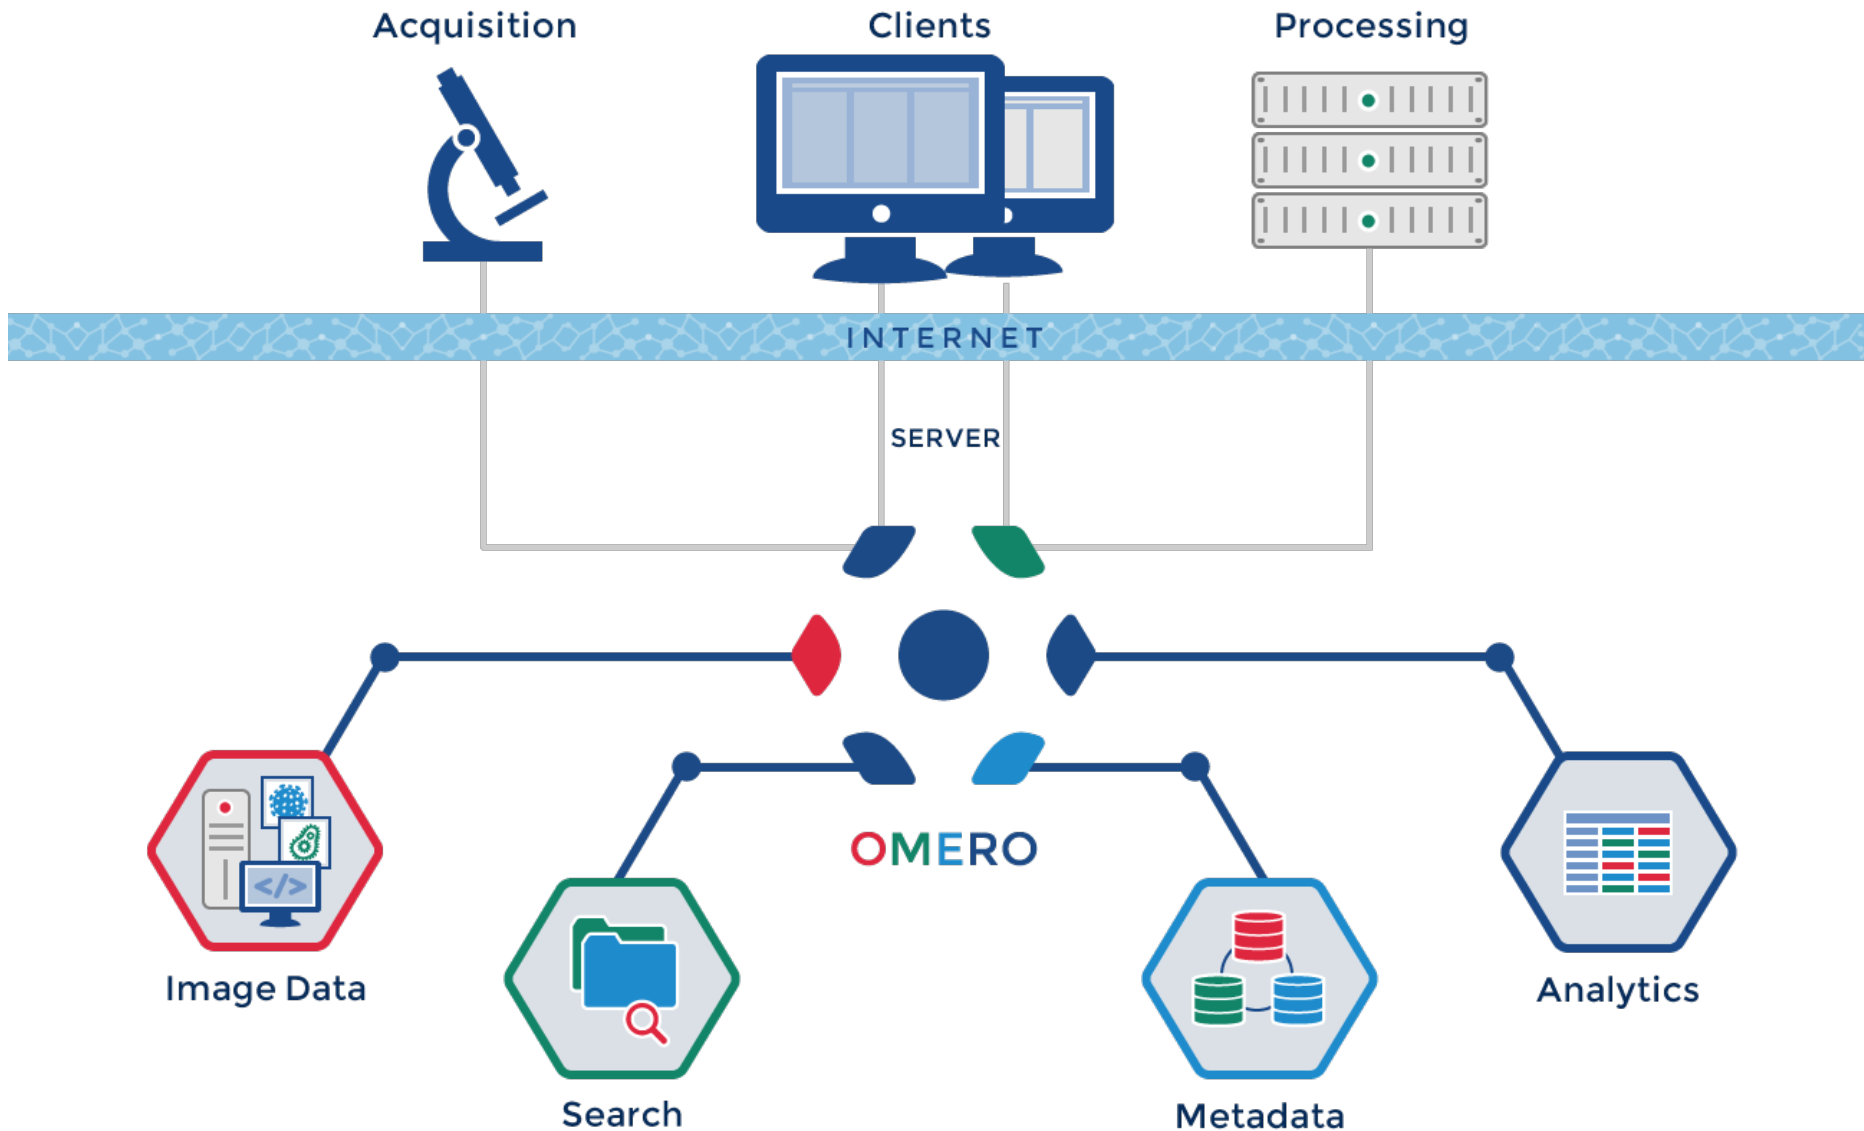 Acquisition
Clients
Processing
INTERNET
SERVER
</>
OMERO
Image Data
Search
Metadata
Analytics